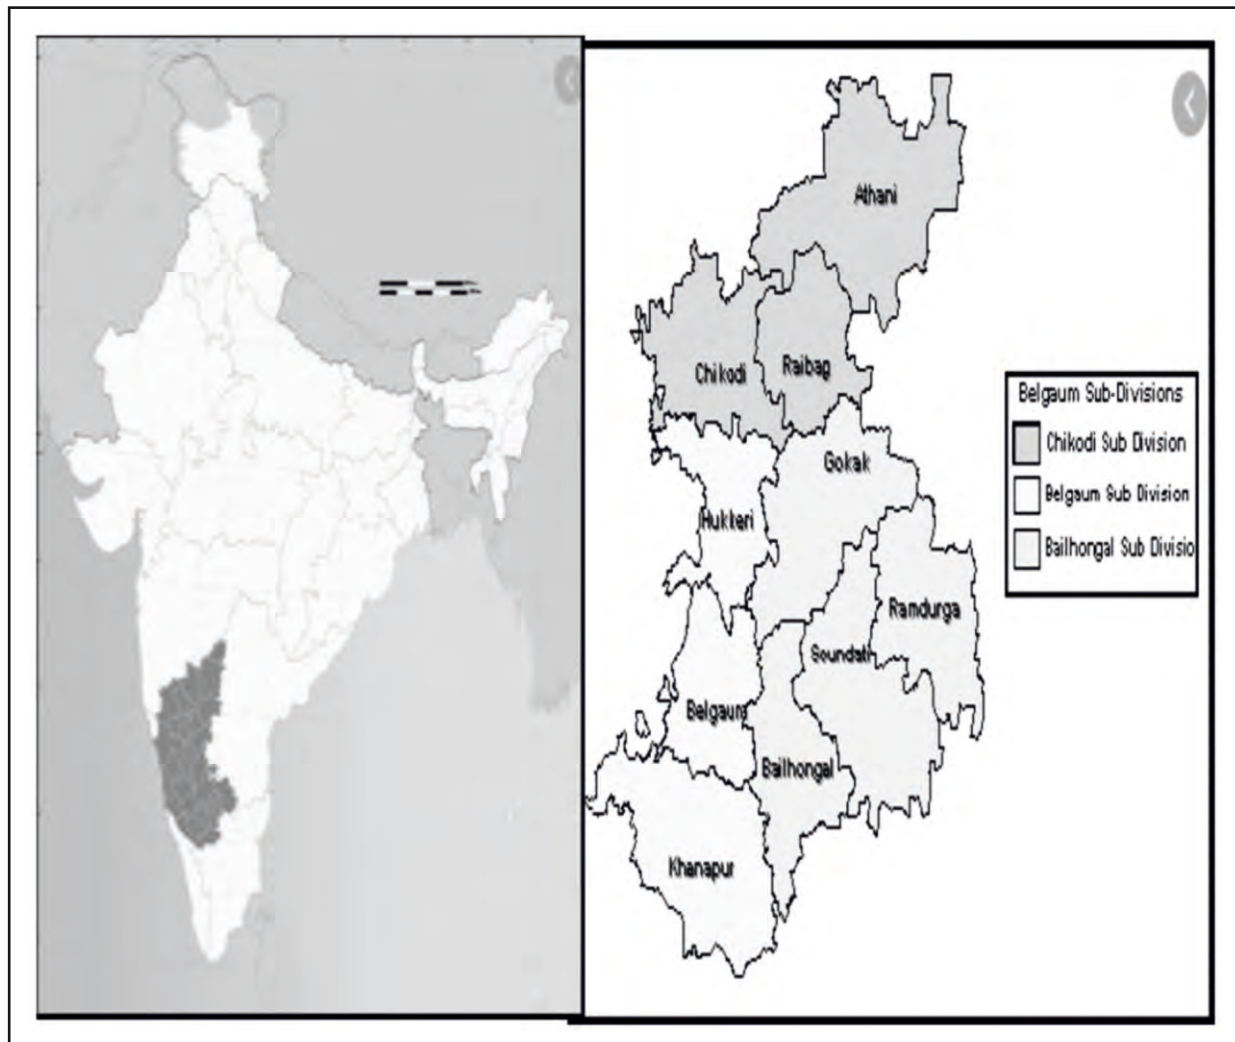 Athani
Chikodi
Raibag
Gokak
Hukkeri
Ramdurga
Soundati
Belgaum
Bailhongal
Khanapur
Belgaum Sub-Divisions
Chikodi Sub Division
Belgaum Sub Division
Bailhongal Sub Divisio